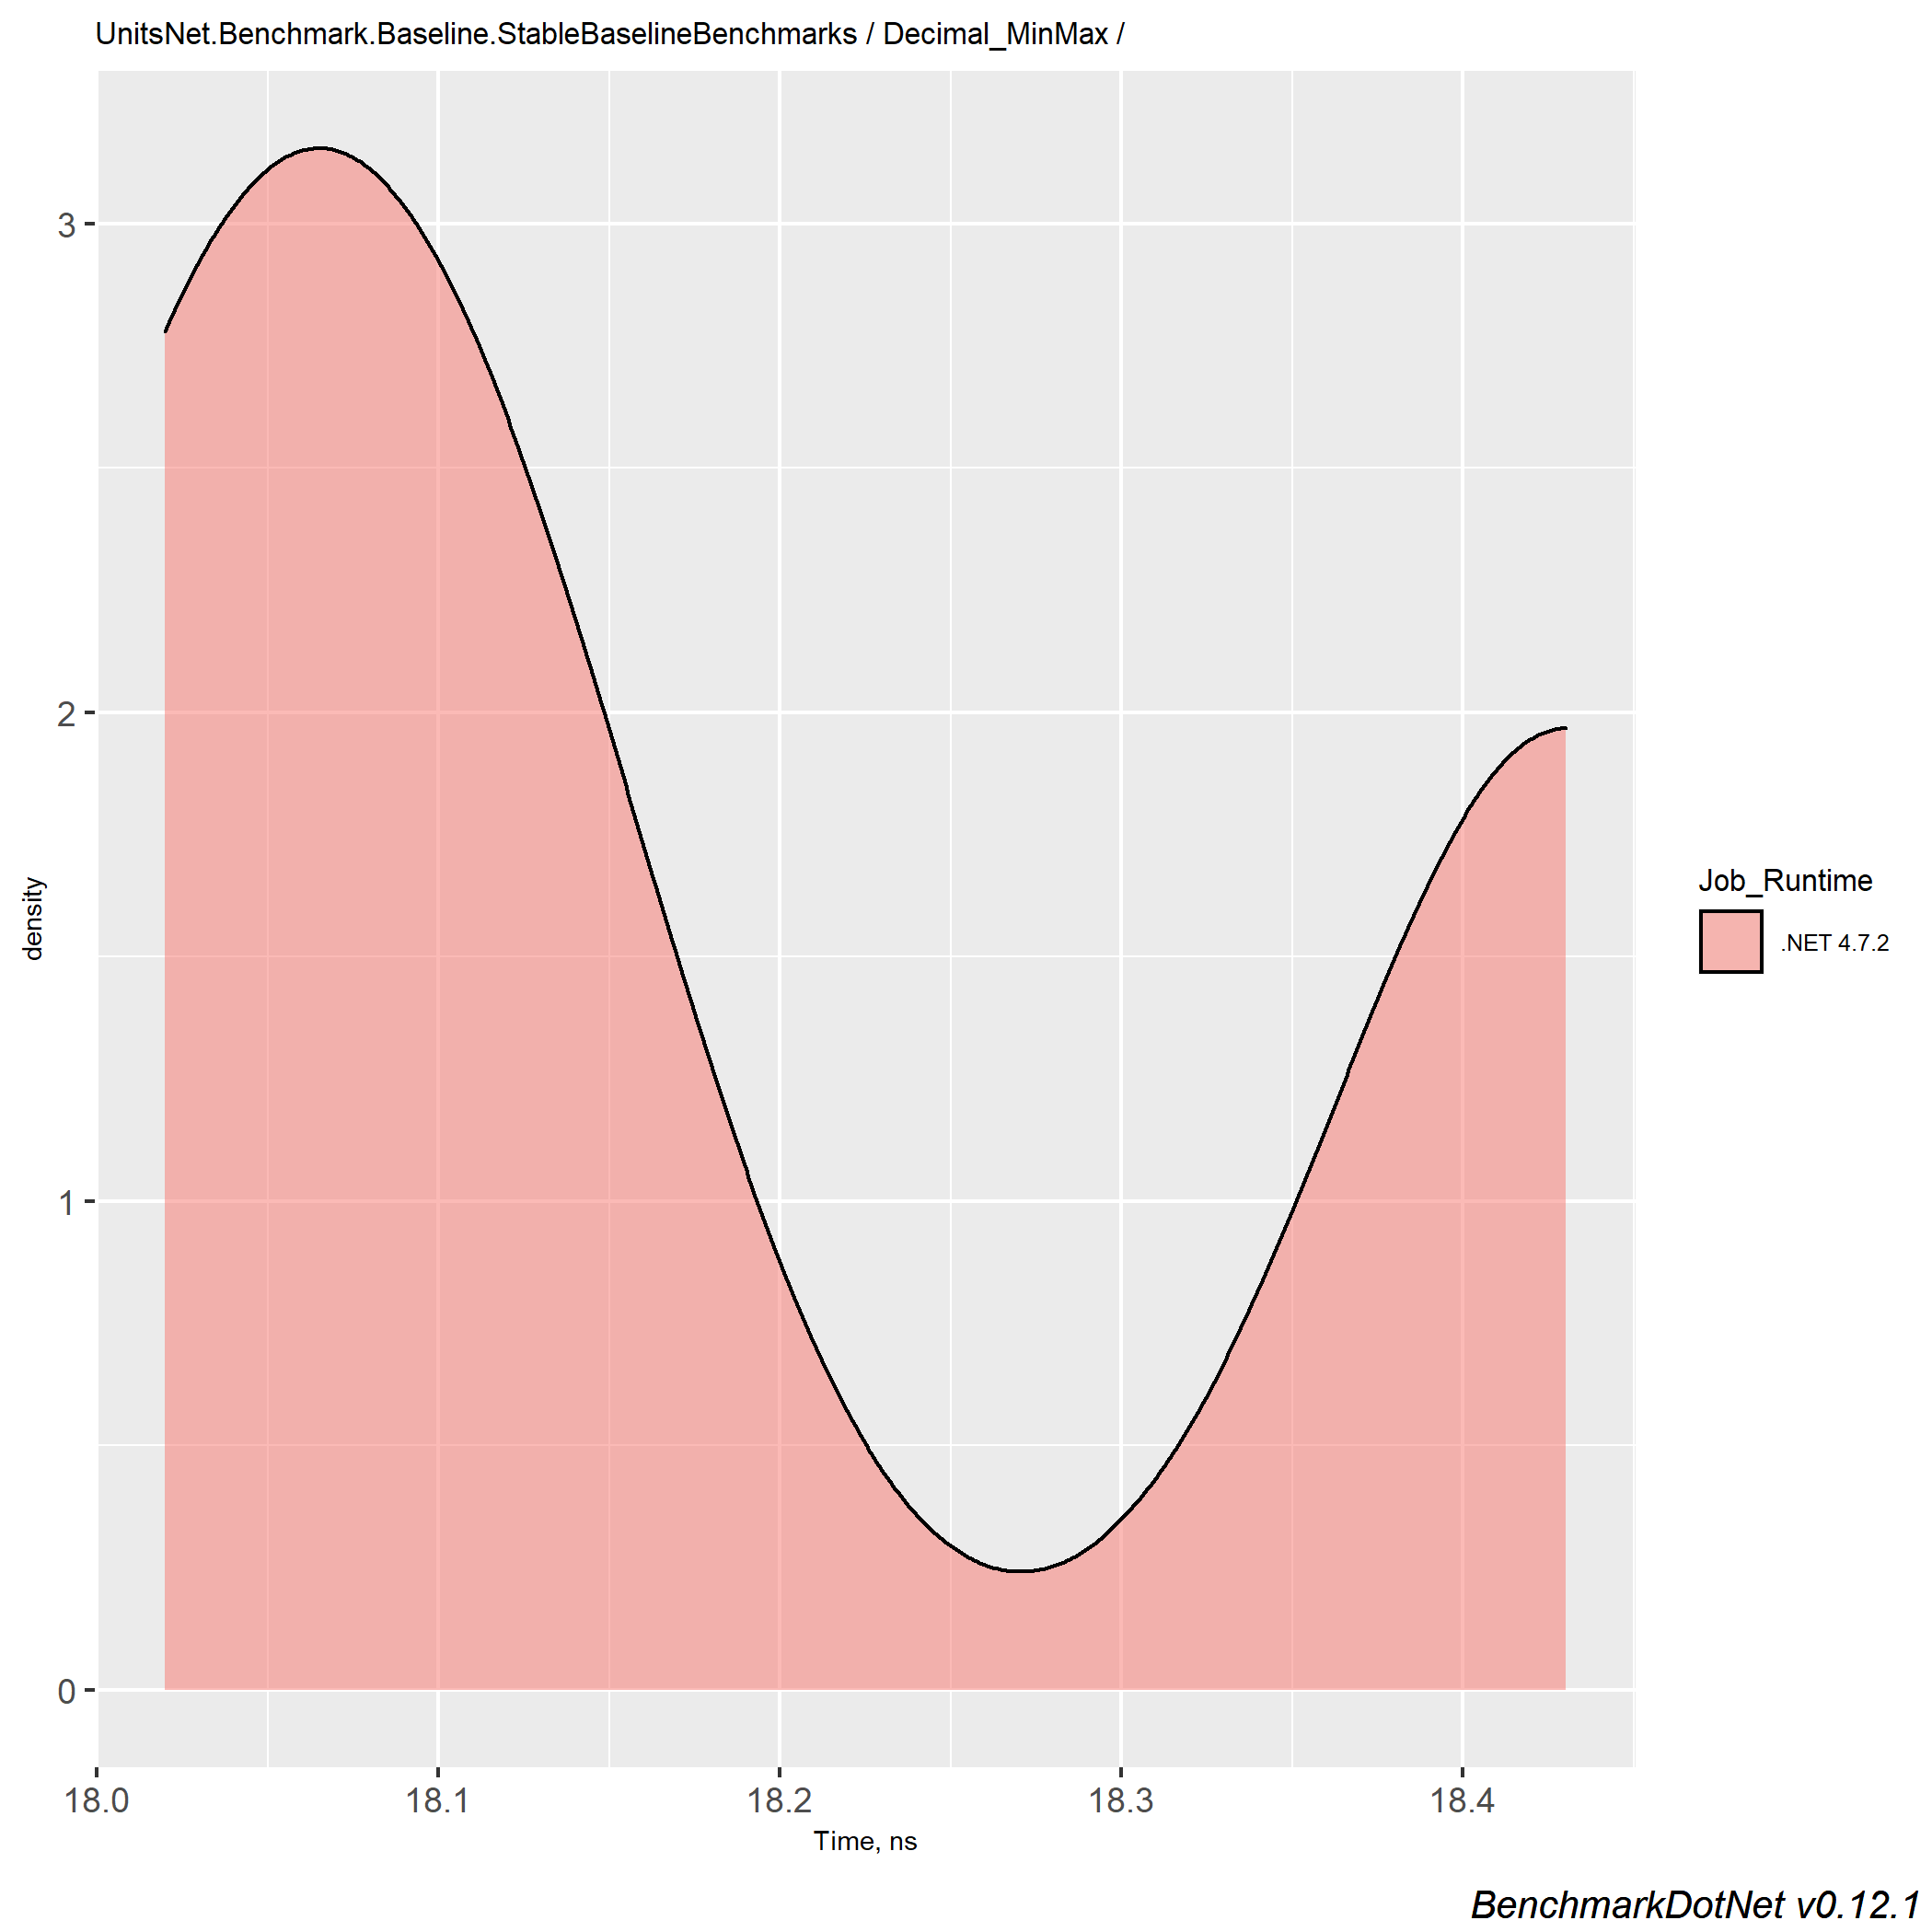 UnitsNet.Benchmark.Baseline.StableBaselineBenchmarks / Decimal_MinMax /
3
2
1
0
density
18.0 18.1 18.2 18.3 18.4
Time, ns
Job_Runtime
.NET 4.7.2
BenchmarkDotNet v0.12.1